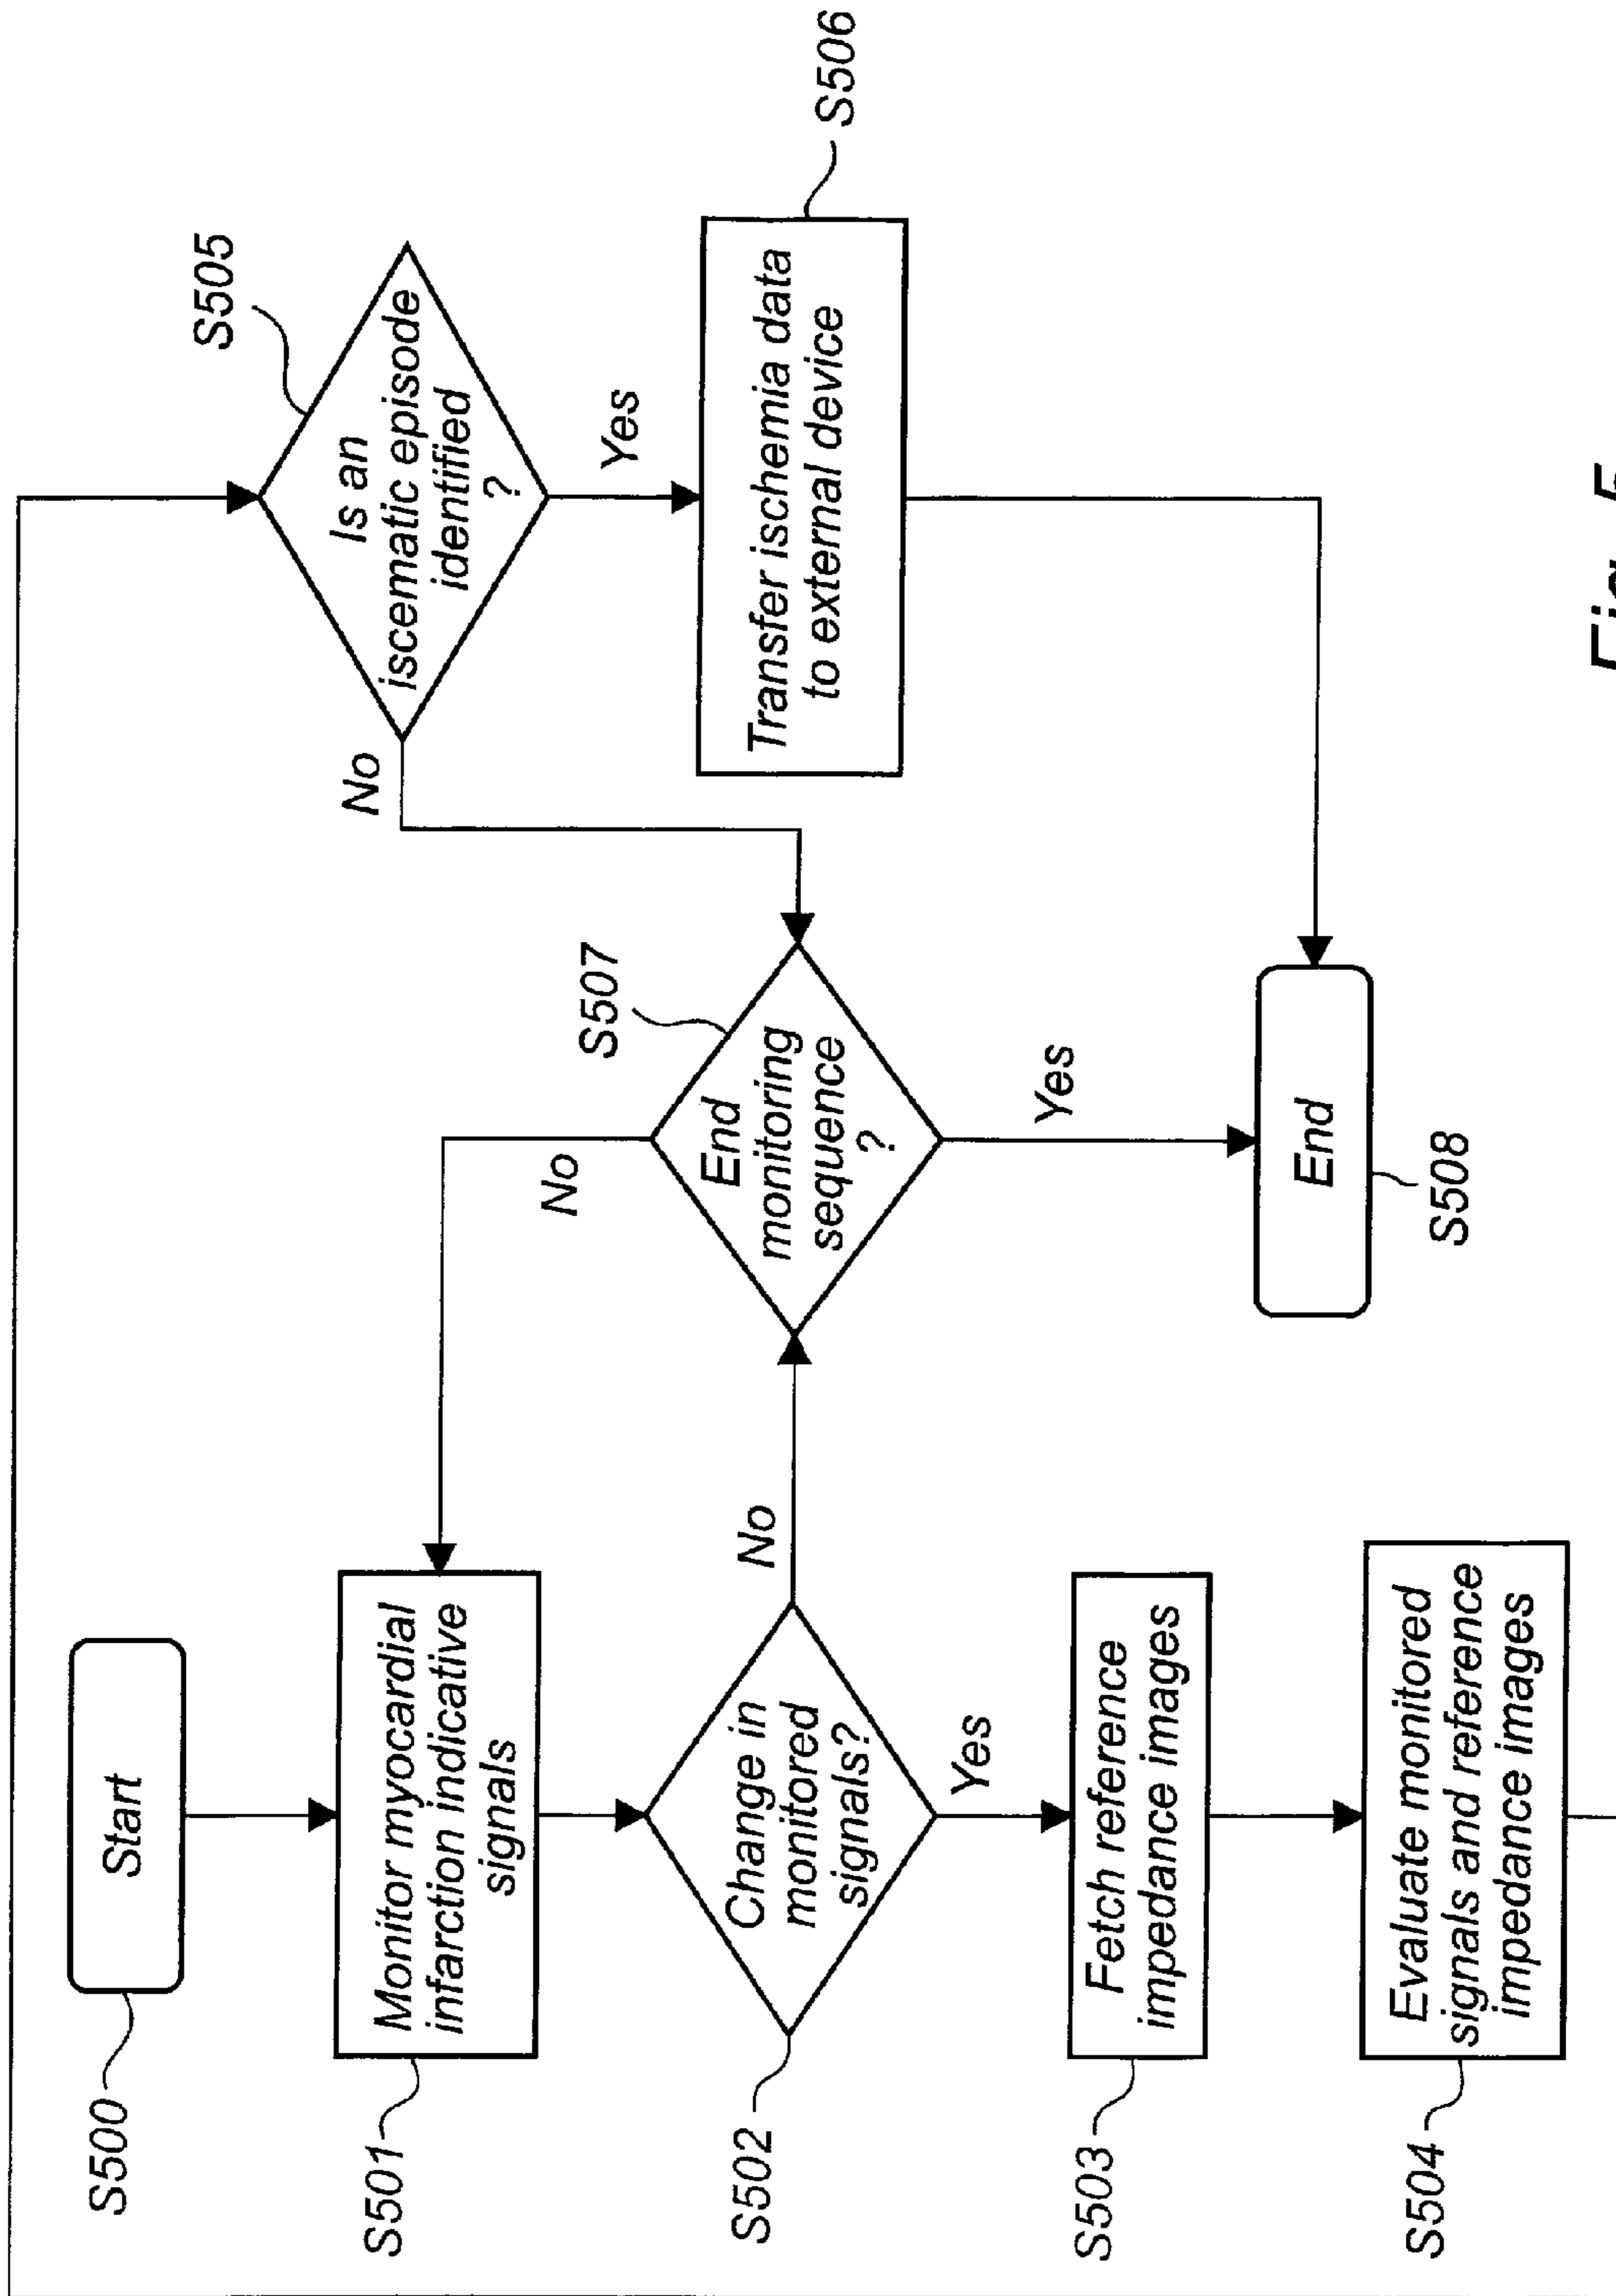 S500
Start
S501
Monitor myocardial
infarction indicative
signals
S502
Change in
monitored
signals?
No
Yes
S503
Fetch reference
impedance images
S504
Evaluate monitored
signals and reference
impedance images
S505
Is an
iscematic episode
identified
?
No
Yes
S506
Transfer ischemia data
to external device
S507
End
monitoring
sequence
?
No
Yes
End
S508